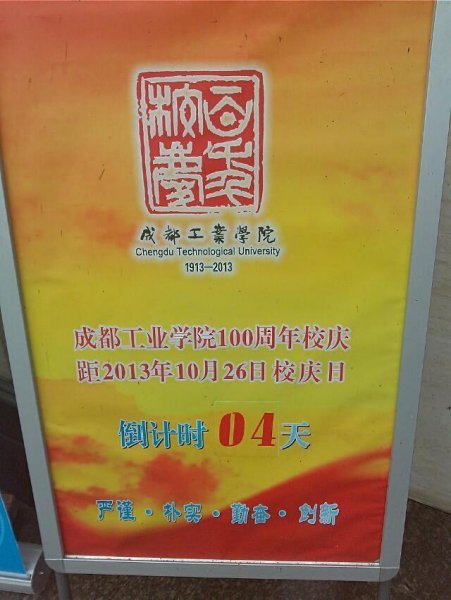 百年校庆
成都工業學院
Chengdu Technological University
1913—2013
成都工业学院100周年校庆
距2013年10月26日校庆日
倒计时 04天
严谨·朴实·勤奋·创新